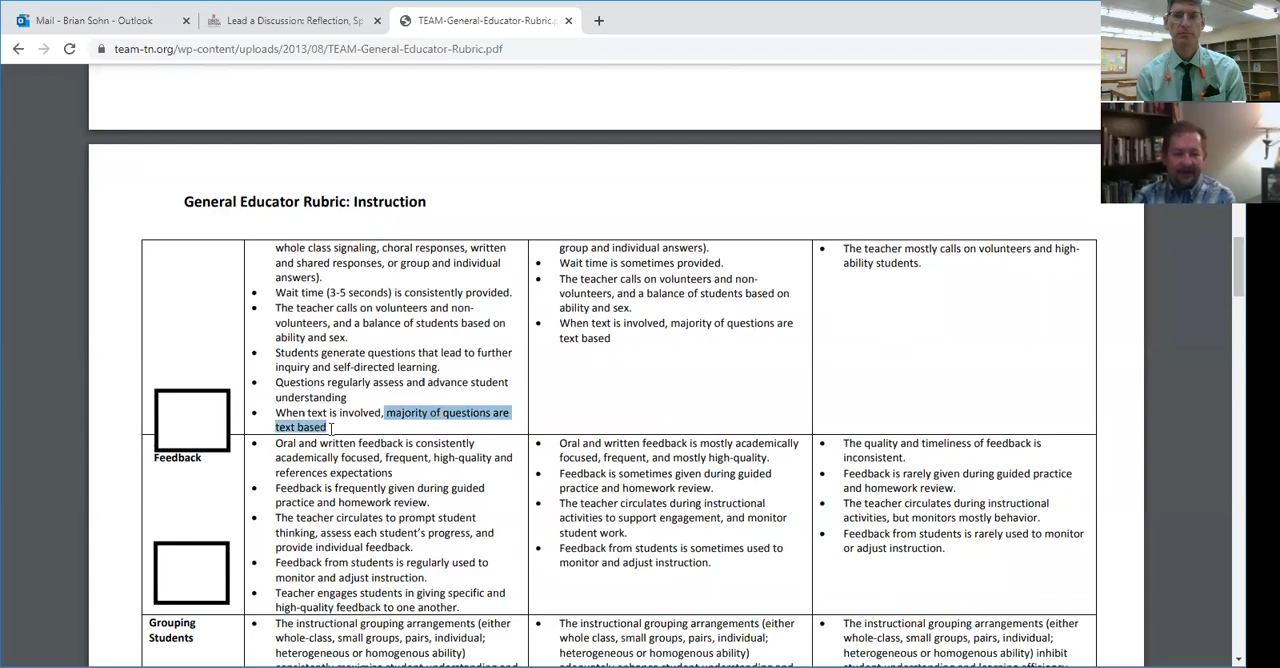 Mail - Brian Sohn - Outlook
Lead a Discussion: Reflection, Sp
TEAM-General-Educator-Rubric.p
team-tn.org/wp-content/uploads/2013/08/TEAM-General-Educator-Rubric.pdf
General Educator Rubric: Instruction
whole class signaling, choral responses, written
and shared responses, or group and individual
answers).
• Wait time (3-5 seconds) is consistently provided.
• The teacher calls on volunteers and non-
volunteers, and a balance of students based on
ability and sex.
• Students generate questions that lead to further
inquiry and self-directed learning.
• Questions regularly assess and advance student
understanding
• When text is involved, majority of questions are
text based
group and individual answers).
• Wait time is sometimes provided.
• The teacher calls on volunteers and non-
volunteers, and a balance of students based on
ability and sex.
• When text is involved, majority of questions are
text based
• The teacher mostly calls on volunteers and high-
ability students.
Feedback
• Oral and written feedback is consistently
academically focused, frequent, high-quality and
references expectations
• Feedback is frequently given during guided
practice and homework review.
• The teacher circulates to prompt student
thinking, assess each student's progress, and
provide individual feedback.
• Feedback from students is regularly used to
monitor and adjust instruction.
• Teacher engages students in giving specific and
high-quality feedback to one another.
• Oral and written feedback is mostly academically
focused, frequent, and mostly high-quality.
• Feedback is sometimes given during guided
practice and homework review.
• The teacher circulates during instructional
activities to support engagement, and monitor
student work.
• Feedback from students is sometimes used to
monitor and adjust instruction.
• The quality and timeliness of feedback is
inconsistent.
• Feedback is rarely given during guided practice
and homework review.
• The teacher circulates during instructional
activities, but monitors mostly behavior.
• Feedback from students is rarely used to monitor
or adjust instruction.
Grouping
Students
• The instructional grouping arrangements (either
whole-class, small groups, pairs, individual;
heterogeneous or homogenous ability)
• The instructional grouping arrangements (either
whole class, small groups, pairs, individual;
heterogeneous or homogenous ability)
• The instructional grouping arrangements (either
whole-class, small groups, pairs, individual;
heterogeneous or homogenous ability) inhibit